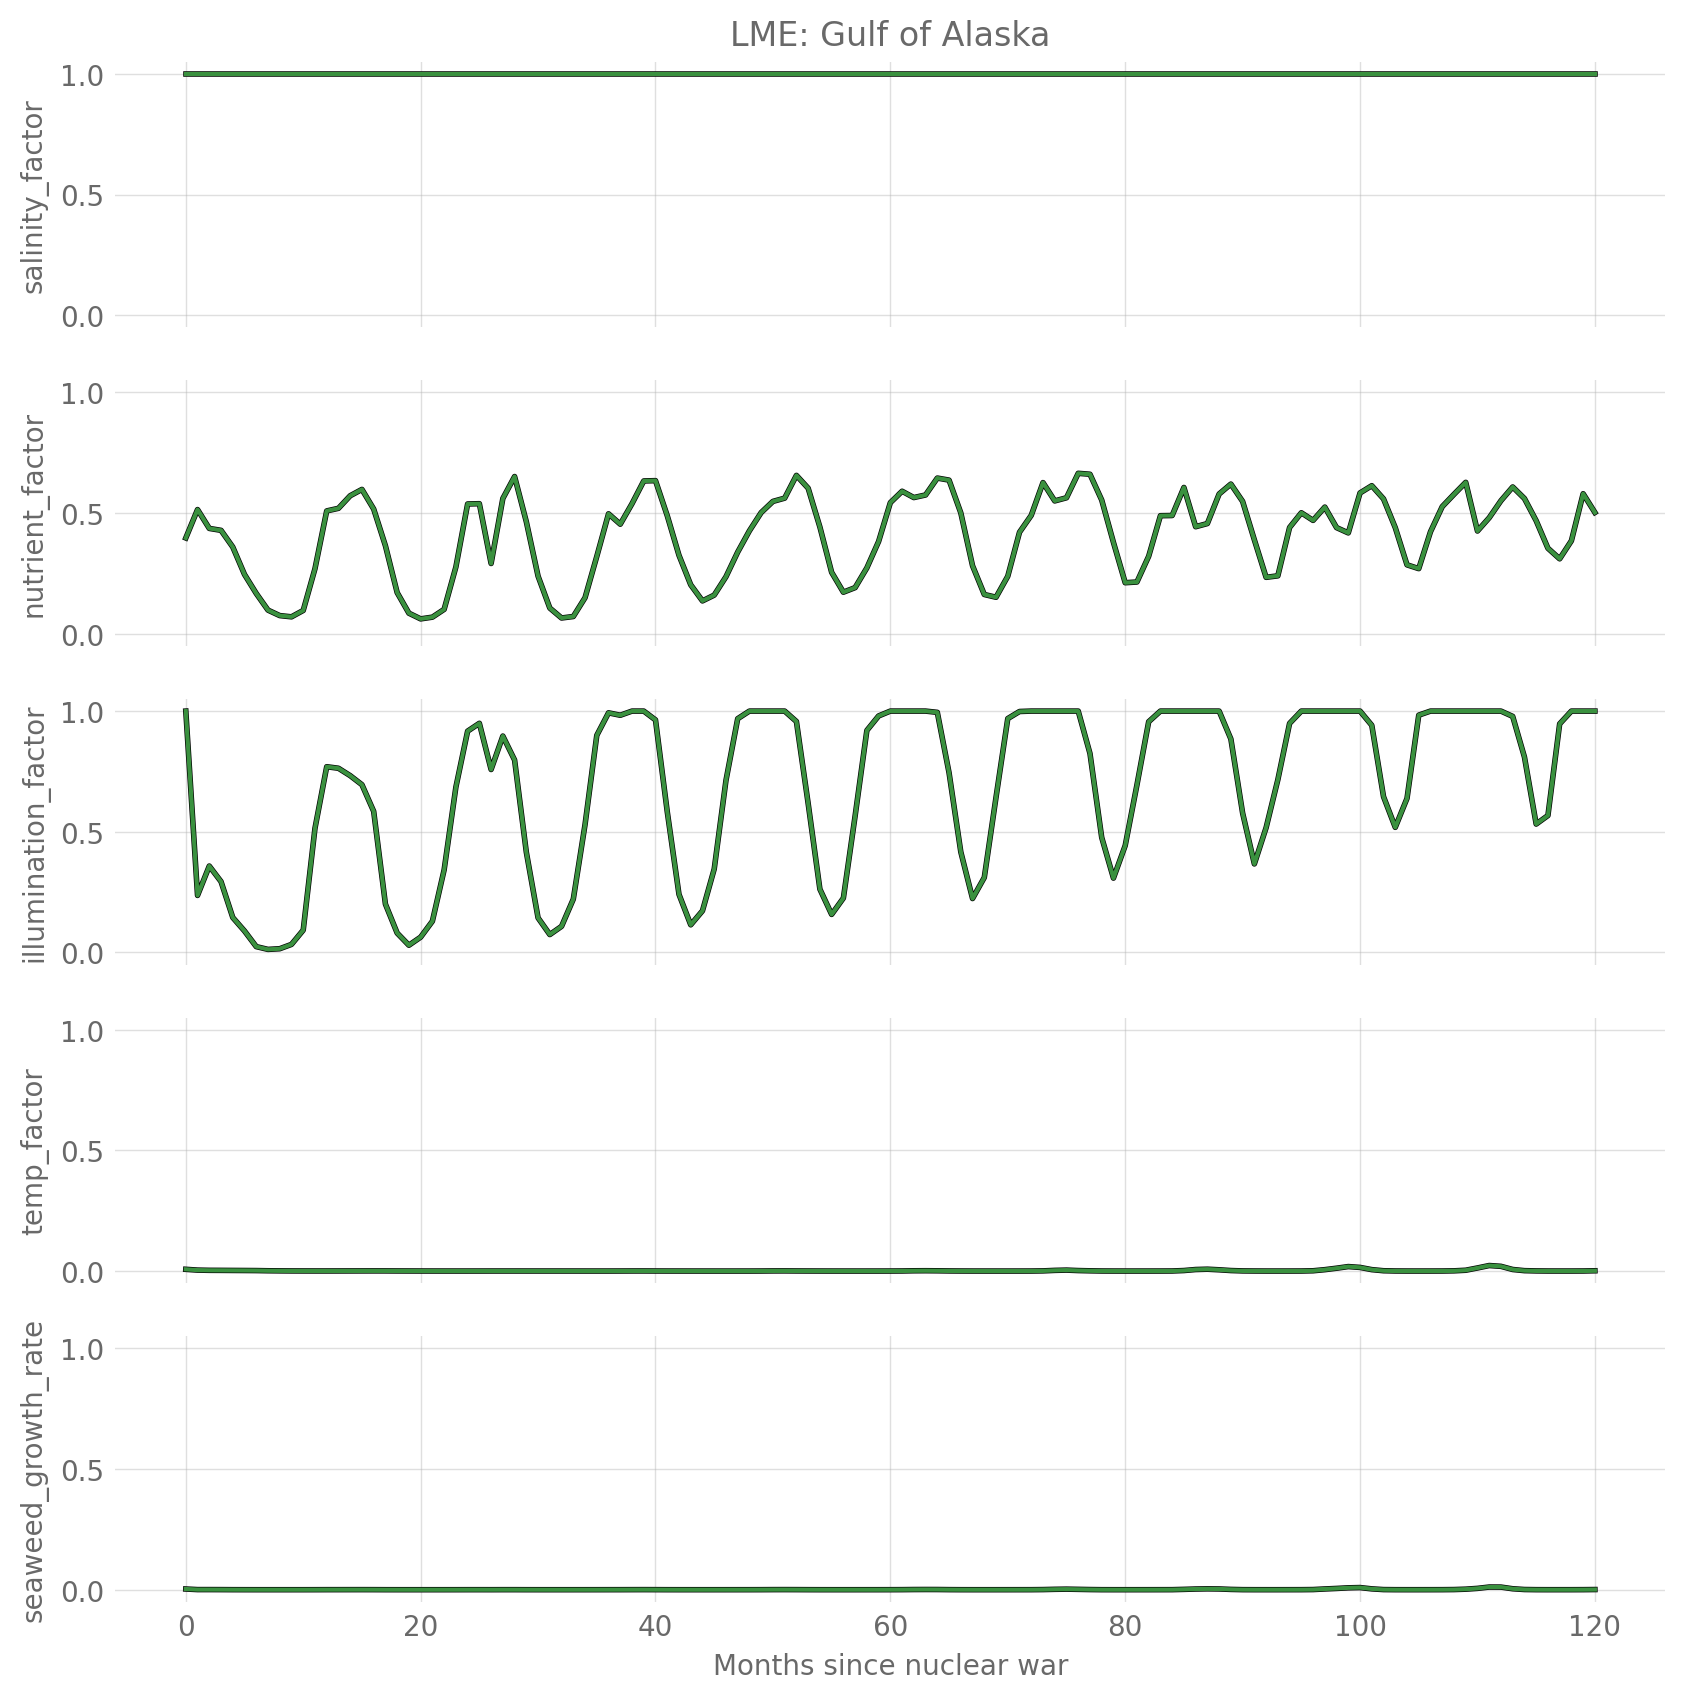 LME: Gulf of Alaska
salinity_factor
1.0
0.5
0.0
nutrient_factor
1.0
0.5
0.0
illumination_factor
1.0
0.5
0.0
temp_factor
1.0
0.5
0.0
seaweed_growth_rate
1.0
0.5
0.0
0 20 40 60 80 100 120
Months since nuclear war